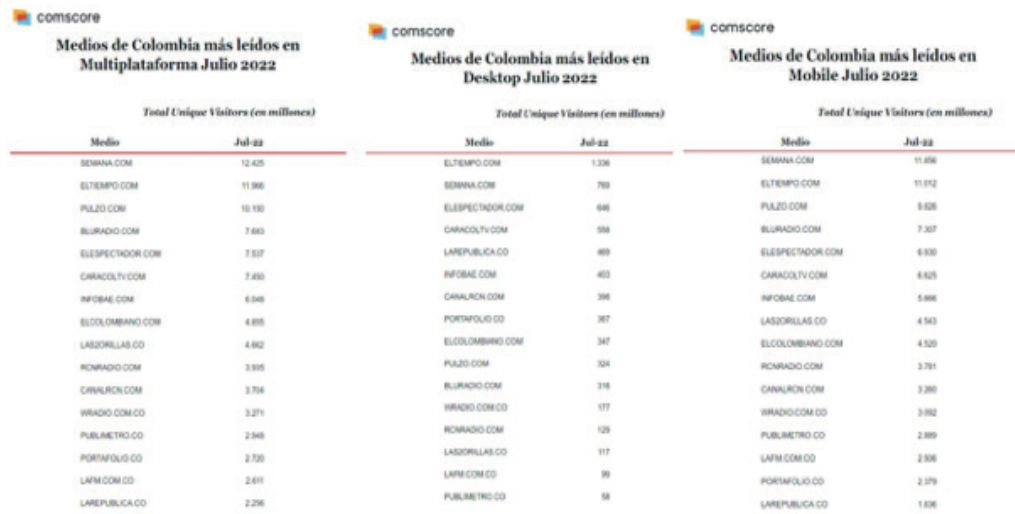 comscore
Medios de Colombia más leídos en
Multiplataforma Julio 2022
Total Unique Visitors (en millones)
Medio Jul-22
SEMANA.COM 12.425
ELTIEMPO.COM 11.966
PULZO.COM 10.150
BLURADIO.COM 7.683
ELESPECTADOR.COM 7.537
CARACOLTV.COM 7.450
INFOBAE.COM 6.048
ELCOLOMBIANO.COM 4.855
LAS2ORILLAS.CO 4.662
RCNRADIO.COM 3.935
CANALRCN.COM 3.704
WRADIO.COM.CO 3.271
PUBLIMETRO.CO 2.948
PORTAFOLIO.CO 2.720
LAFM.COM.CO 2.611
LAREPUBLICA.CO 2.296
comscore
Medios de Colombia más leídos en
Desktop Julio 2022
Total Unique Visitors (en millones)
Medio Jul-22
ELTIEMPO.COM 1.336
SEMANA.COM 769
ELESPECTADOR.COM 646
CARACOLTV.COM 558
LAREPUBLICA.CO 469
INFOBAE.COM 403
CANALRCN.COM 396
PORTAFOLIO.CO 367
ELCOLOMBIANO.COM 347
PULZO.COM 324
BLURADIO.COM 316
WRADIO.COM.CO 177
RCNRADIO.COM 129
LAS2ORILLAS.CO 117
LAFM.COM.CO 99
PUBLIMETRO.CO 58
comscore
Medios de Colombia más leídos en
Mobile Julio 2022
Total Unique Visitors (en millones)
Medio Jul-22
SEMANA.COM 11.656
ELTIEMPO.COM 11.012
PULZO.COM 9.826
BLURADIO.COM 7.307
ELESPECTADOR.COM 6.930
CARACOLTV.COM 6.625
INFOBAE.COM 5.666
LAS2ORILLAS.CO 4.543
ELCOLOMBIANO.COM 4.520
RCNRADIO.COM 3.781
CANALRCN.COM 3.260
WRADIO.COM.CO 3.092
PUBLIMETRO.CO 2.889
LAFM.COM.CO 2.506
PORTAFOLIO.CO 2.379
LAREPUBLICA.CO 1.836